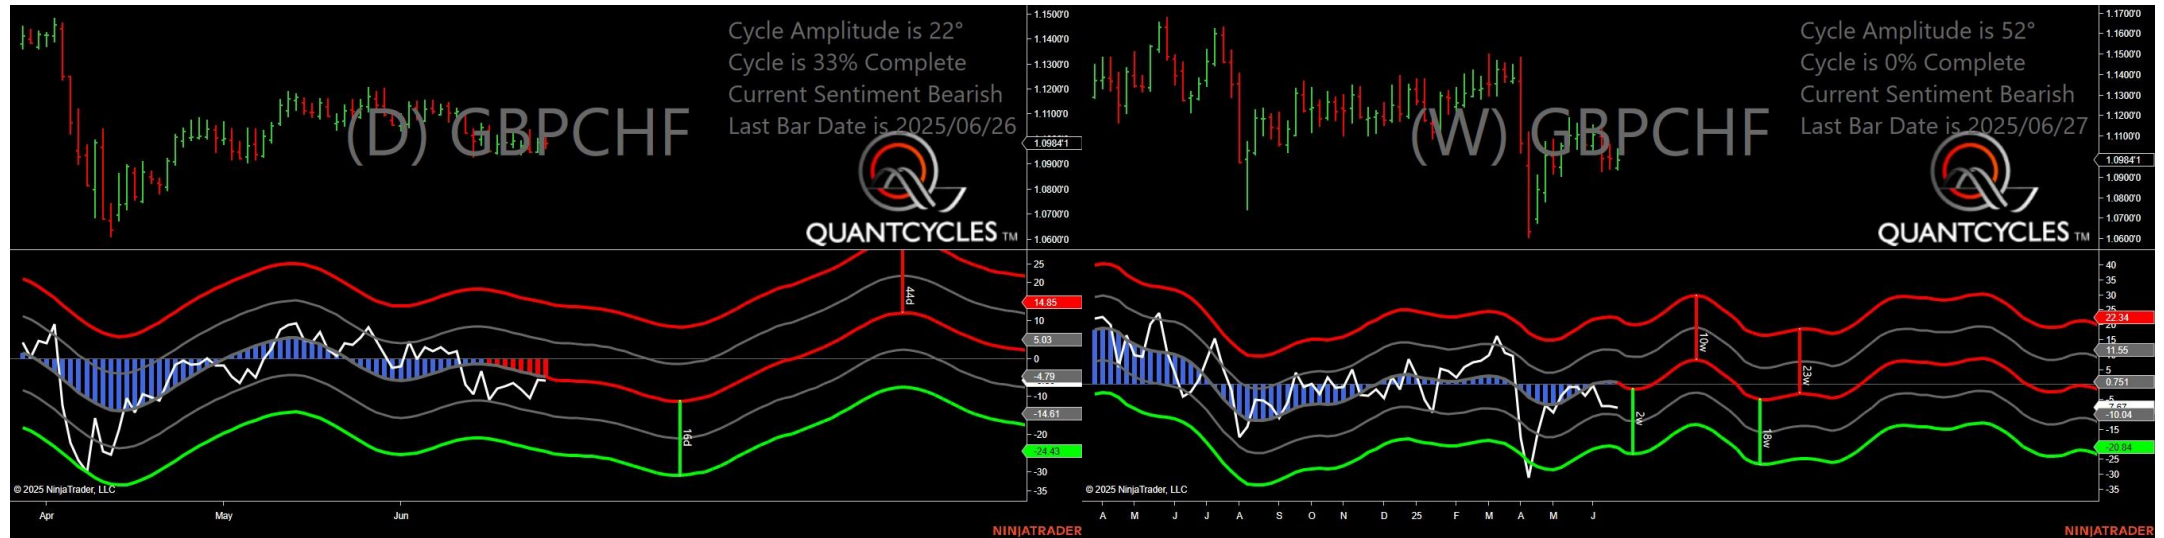 Cycle Amplitude is 22°
Cycle is 33% Complete
Current Sentiment Bearish
Last Bar Date is 2025/06/26
(D) GBPCHF
QUANTCYCLES TM
1.1500'0
1.1400'0
1.1300'0
1.1200'0
1.1100'0
1.0984'1
1.0900'0
1.0800'0
1.0700'0
1.0600'0
25
20
14.85
10
5.03
0
-4.79
-10
-14.61
-20
-24.43
-30
-35
44d
16d
© 2025 NinjaTrader, LLC
Apr
May
Jun
NINJATRADER
Cycle Amplitude is 52°
Cycle is 0% Complete
Current Sentiment Bearish
Last Bar Date is 2025/06/27
(W) GBPCHF
QUANTCYCLES TM
1.1700'0
1.1600'0
1.1500'0
1.1400'0
1.1300'0
1.1200'0
1.1100'0
1.0984'1
1.0900'0
1.0800'0
1.0700'0
1.0600'0
40
35
30
22.34
20
15
11.55
5
0.751
-5
-10.04
-15
-20.84
-25
-30
-35
2w
10w
18w
23w
© 2025 NinjaTrader, LLC
A M J J A S O N D 25 F M A M J
NINJATRADER